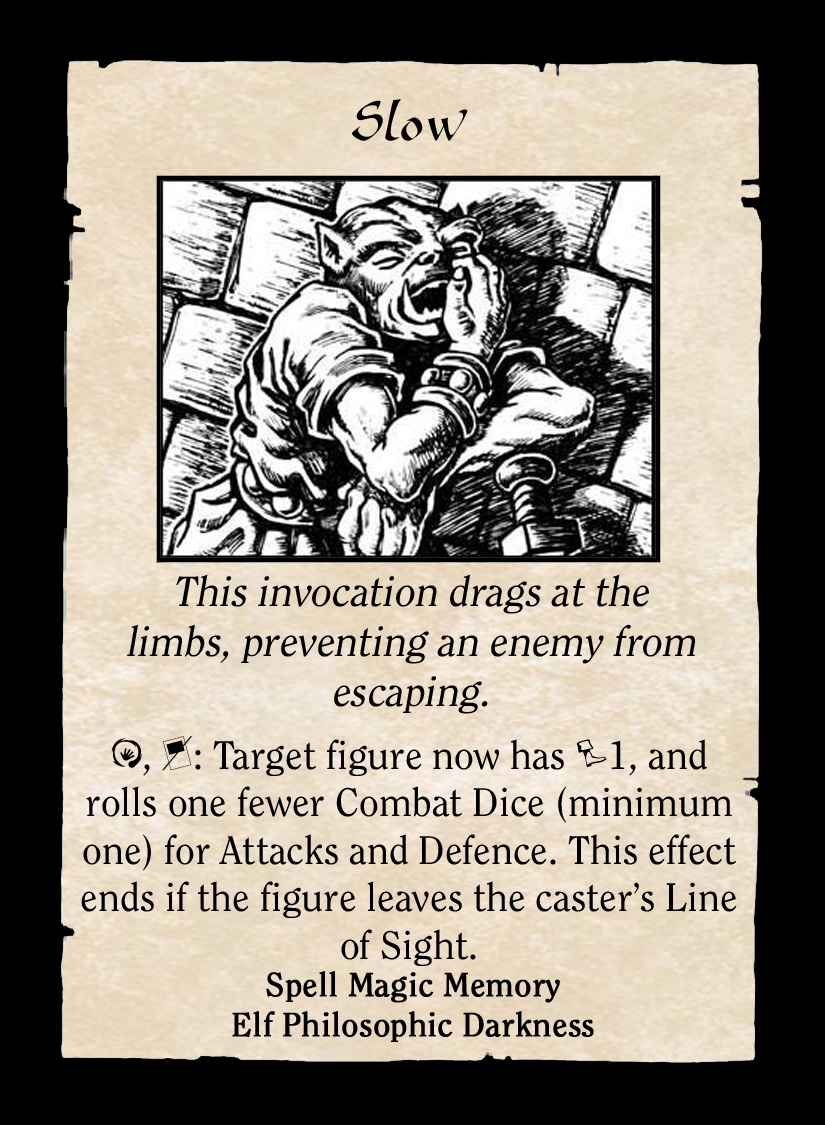 Slow
This invocation drags at the
limbs, preventing an enemy from
escaping.
, : Target figure now has 1, and
rolls one fewer Combat Dice (minimum
one) for Attacks and Defence. This effect
ends if the figure leaves the caster’s Line
of Sight.
Spell Magic Memory
Elf Philosophic Darkness